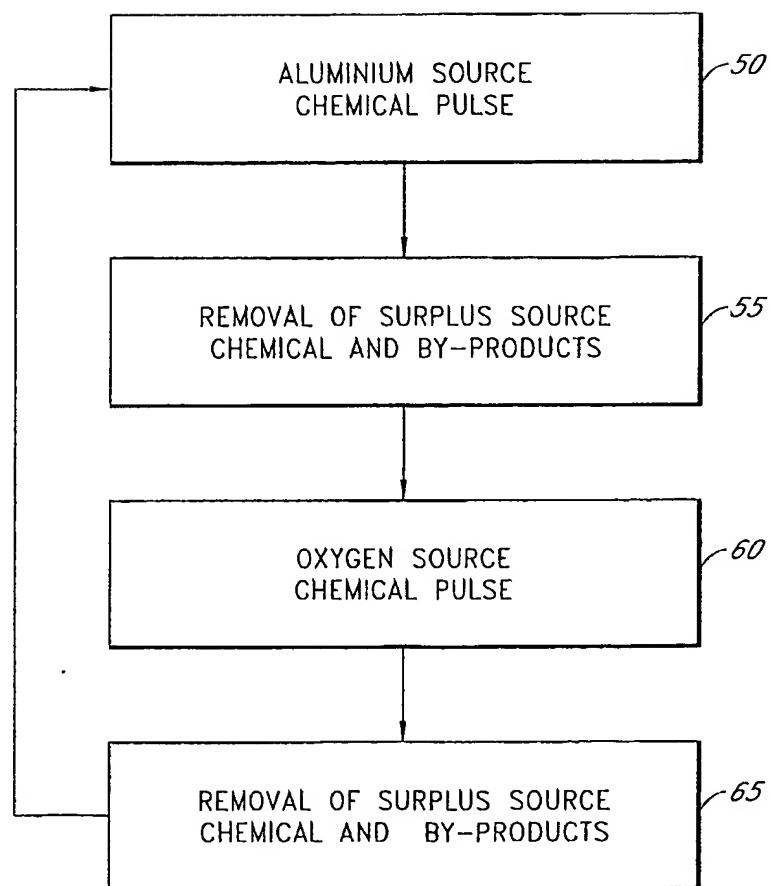 ALUMINIUM SOURCE
CHEMICAL PULSE
50
REMOVAL OF SURPLUS SOURCE
CHEMICAL AND BY-PRODUCTS
55
OXYGEN SOURCE
CHEMICAL PULSE
60
REMOVAL OF SURPLUS SOURCE
CHEMICAL AND BY-PRODUCTS
65